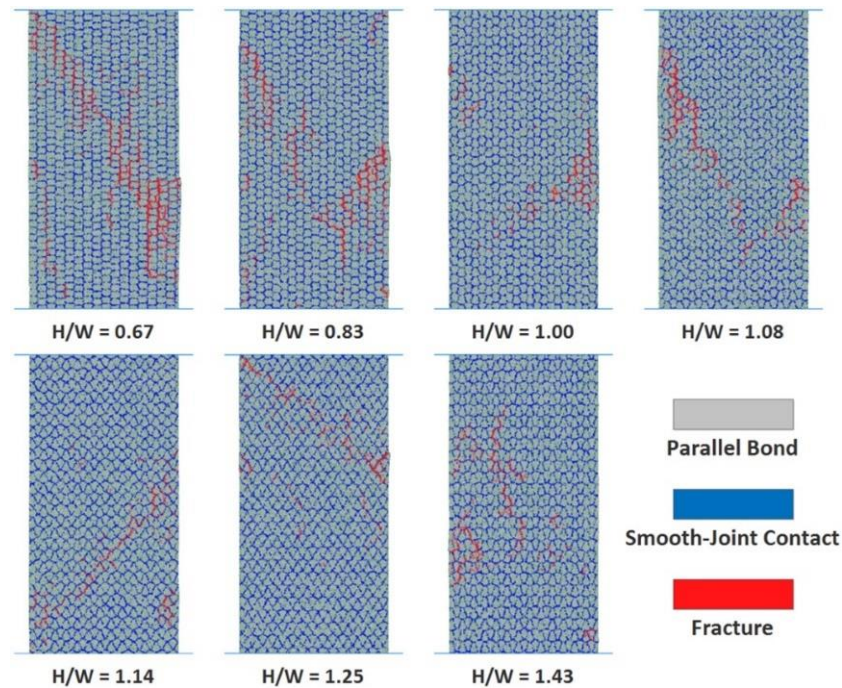 H/W = 0.67
H/W = 0.83
H/W = 1.00
H/W = 1.08
H/W = 1.14
H/W = 1.25
H/W = 1.43
Parallel Bond
Smooth-Joint Contact
Fracture